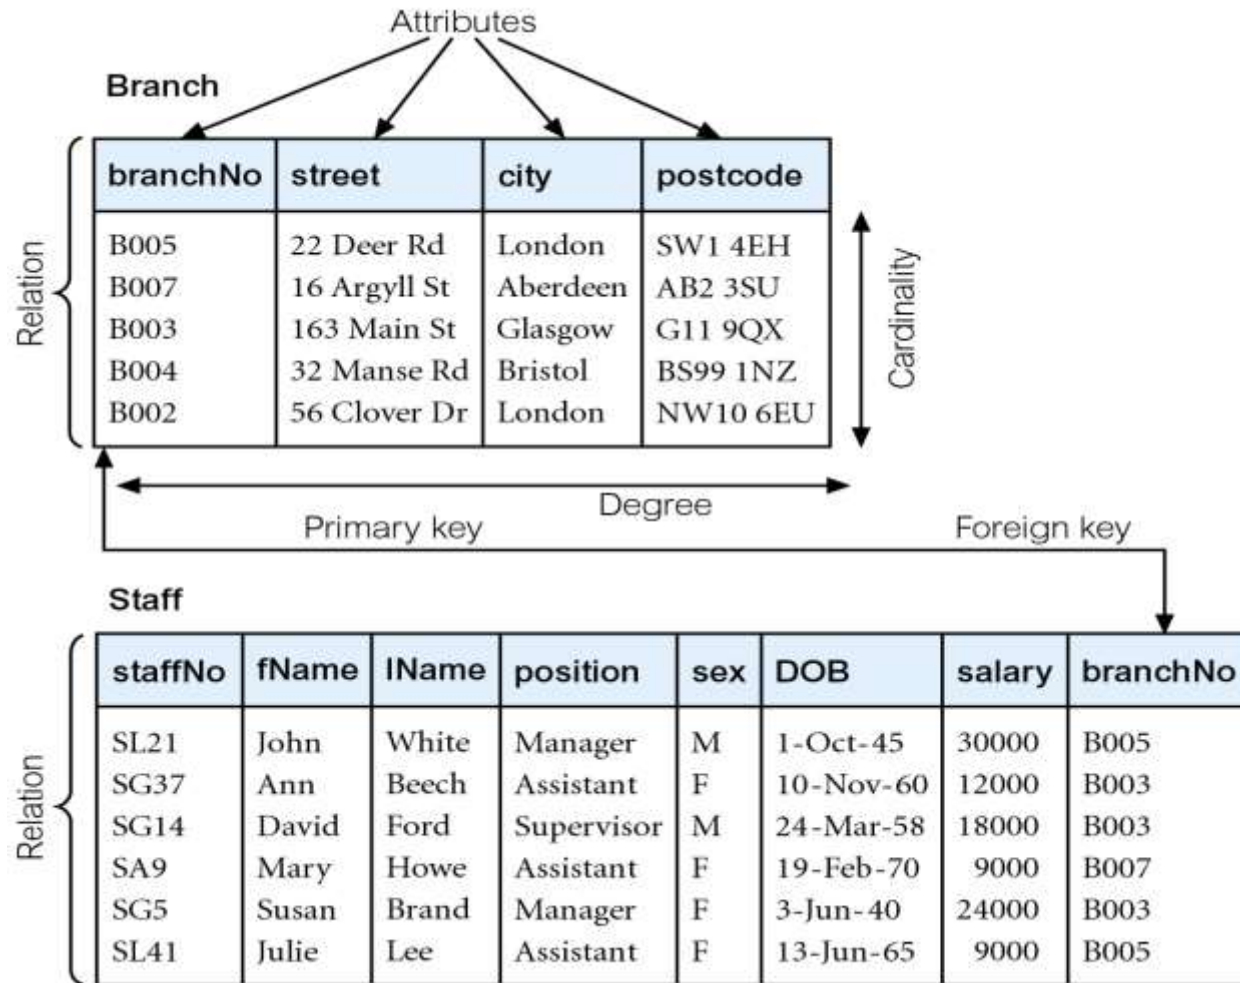 Attributes
Branch
branchNo street city postcode
B005 22 Deer Rd London SW1 4EH
B007 16 Argyll St Aberdeen AB2 3SU
B003 163 Main St Glasgow G11 9QX
B004 32 Manse Rd Bristol BS99 1NZ
B002 56 Clover Dr London NW10 6EU
Relation
Cardinality
Degree
Primary key Foreign key
Staff
staffNo fName lName position sex DOB salary branchNo
SL21 John White Manager M 1-Oct-45 30000 B005
SG37 Ann Beech Assistant F 10-Nov-60 12000 B003
SG14 David Ford Supervisor M 24-Mar-58 18000 B003
SA9 Mary Howe Assistant F 19-Feb-70 9000 B007
SG5 Susan Brand Manager F 3-Jun-40 24000 B003
SL41 Julie Lee Assistant F 13-Jun-65 9000 B005
Relation